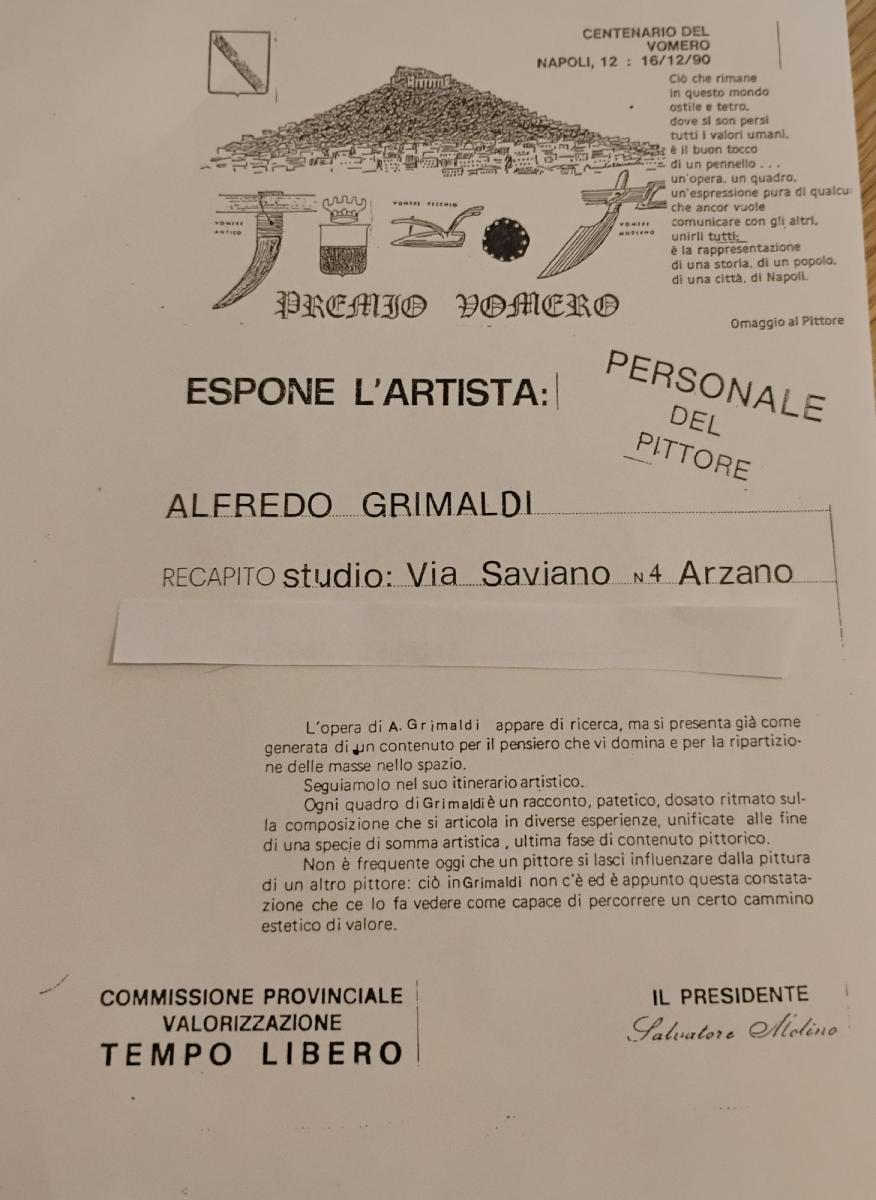 CENTENARIO DEL
VOMERO
NAPOLI, 12 : 16/12/90
Ciò che rimane
in questo mondo
ostile e tetro,
dove si son persi
tutti i valori umani,
è il buon tocco
di un pennello . . .
un'opera, un quadro,
un'espressione pura di qualcu
che ancor vuole
comunicare con gli altri,
unirli tutti;
è la rappresentazione
di una storia, di un popolo,
di una città, di Napoli.
Omaggio al Pittore
VOMERE
ANTICO
VOMERE VECCHIO
VOMERE
MODERNO
PREMIO VOMERO
ESPONE L'ARTISTA:
PERSONALE
DEL
PITTORE
ALFREDO GRIMALDI
RECAPITO studio: Via Saviano N 4 Arzano
L'opera di A. Grimaldi appare di ricerca, ma si presenta già come
generata di un contenuto per il pensiero che vi domina e per la ripartizio-
ne delle masse nello spazio.
Seguiamolo nel suo itinerario artistico.
Ogni quadro di Grimaldi è un racconto, patetico, dosato ritmato sul-
la composizione che si articola in diverse esperienze, unificate alle fine
di una specie di somma artistica, ultima fase di contenuto pittorico.
Non è frequente oggi che un pittore si lasci influenzare dalla pittura
di un altro pittore: ciò in Grimaldi non c'è ed è appunto questa constata-
zione che ce lo fa vedere come capace di percorrere un certo cammino
estetico di valore.
COMMISSIONE PROVINCIALE
VALORIZZAZIONE
TEMPO LIBERO
IL PRESIDENTE
Salvatore Molino